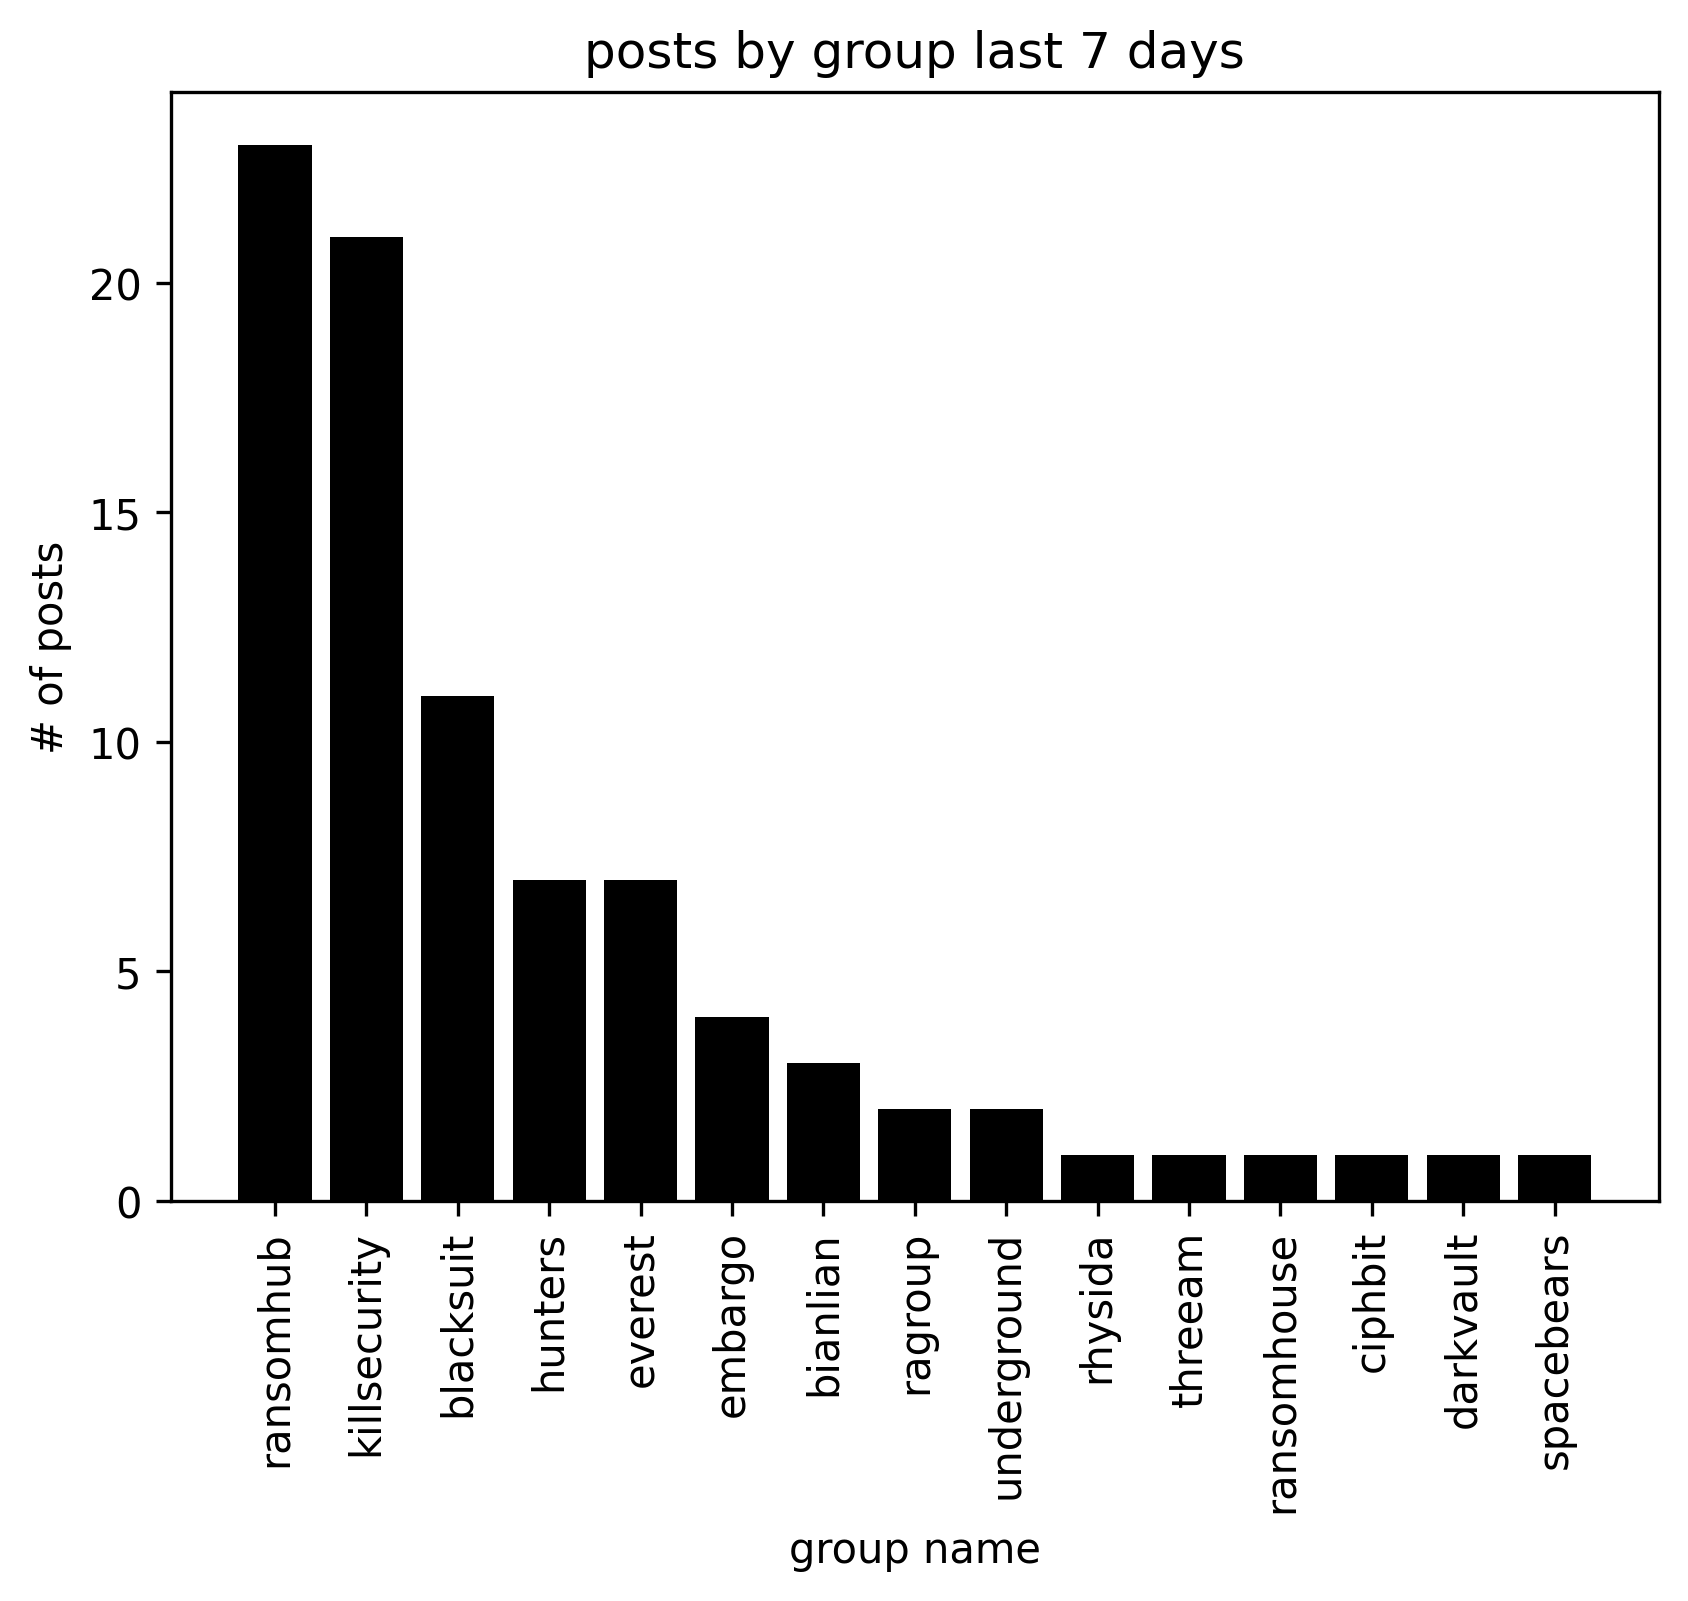 posts by group last 7 days
# of posts
20
15
10
5
0
ransomhub
killsecurity
blacksuit
hunters
everest
embargo
bianlian
ragroup
underground
rhysida
threeam
ransomhouse
ciphbit
darkvault
spacebears
group name